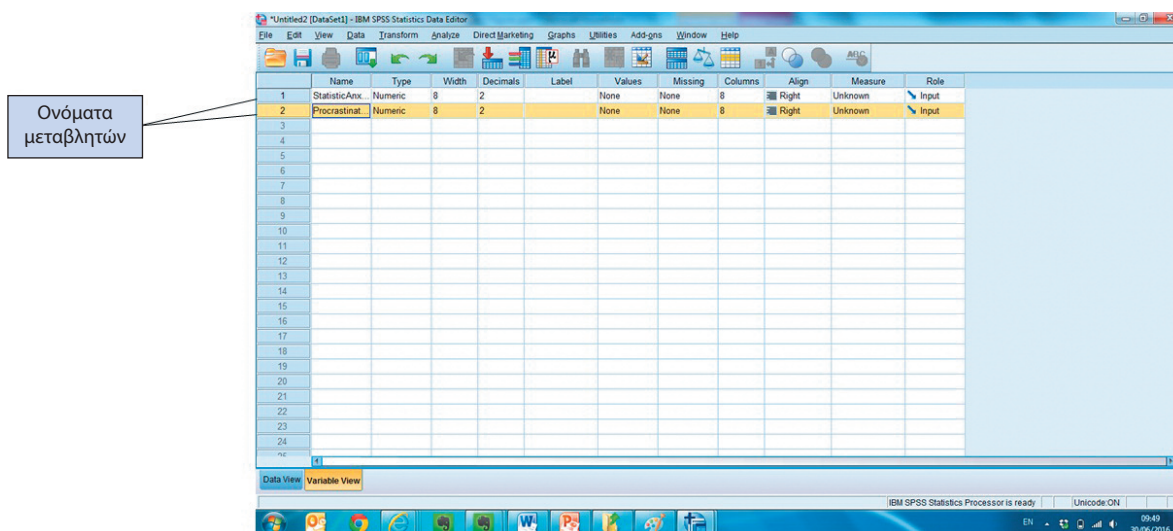 *Untitled2 [DataSet1] - IBM SPSS Statistics Data Editor
File Edit View Data Transform Analyze Direct Marketing Graphs Utilities Add-ons Window Help
Name Type Width Decimals Label Values Missing Columns Align Measure Role
1 StatisticAnx... Numeric 8 2 None None 8 Right Unknown Input
2 Procrastinat... Numeric 8 2 None None 8 Right Unknown Input
Ονόματα
μεταβλητών
3
4
5
6
7
8
9
10
11
12
13
14
15
16
17
18
19
20
21
22
23
24
25
Data View Variable View
IBM SPSS Statistics Processor is ready Unicode:ON
EN 09:49
30/06/2016